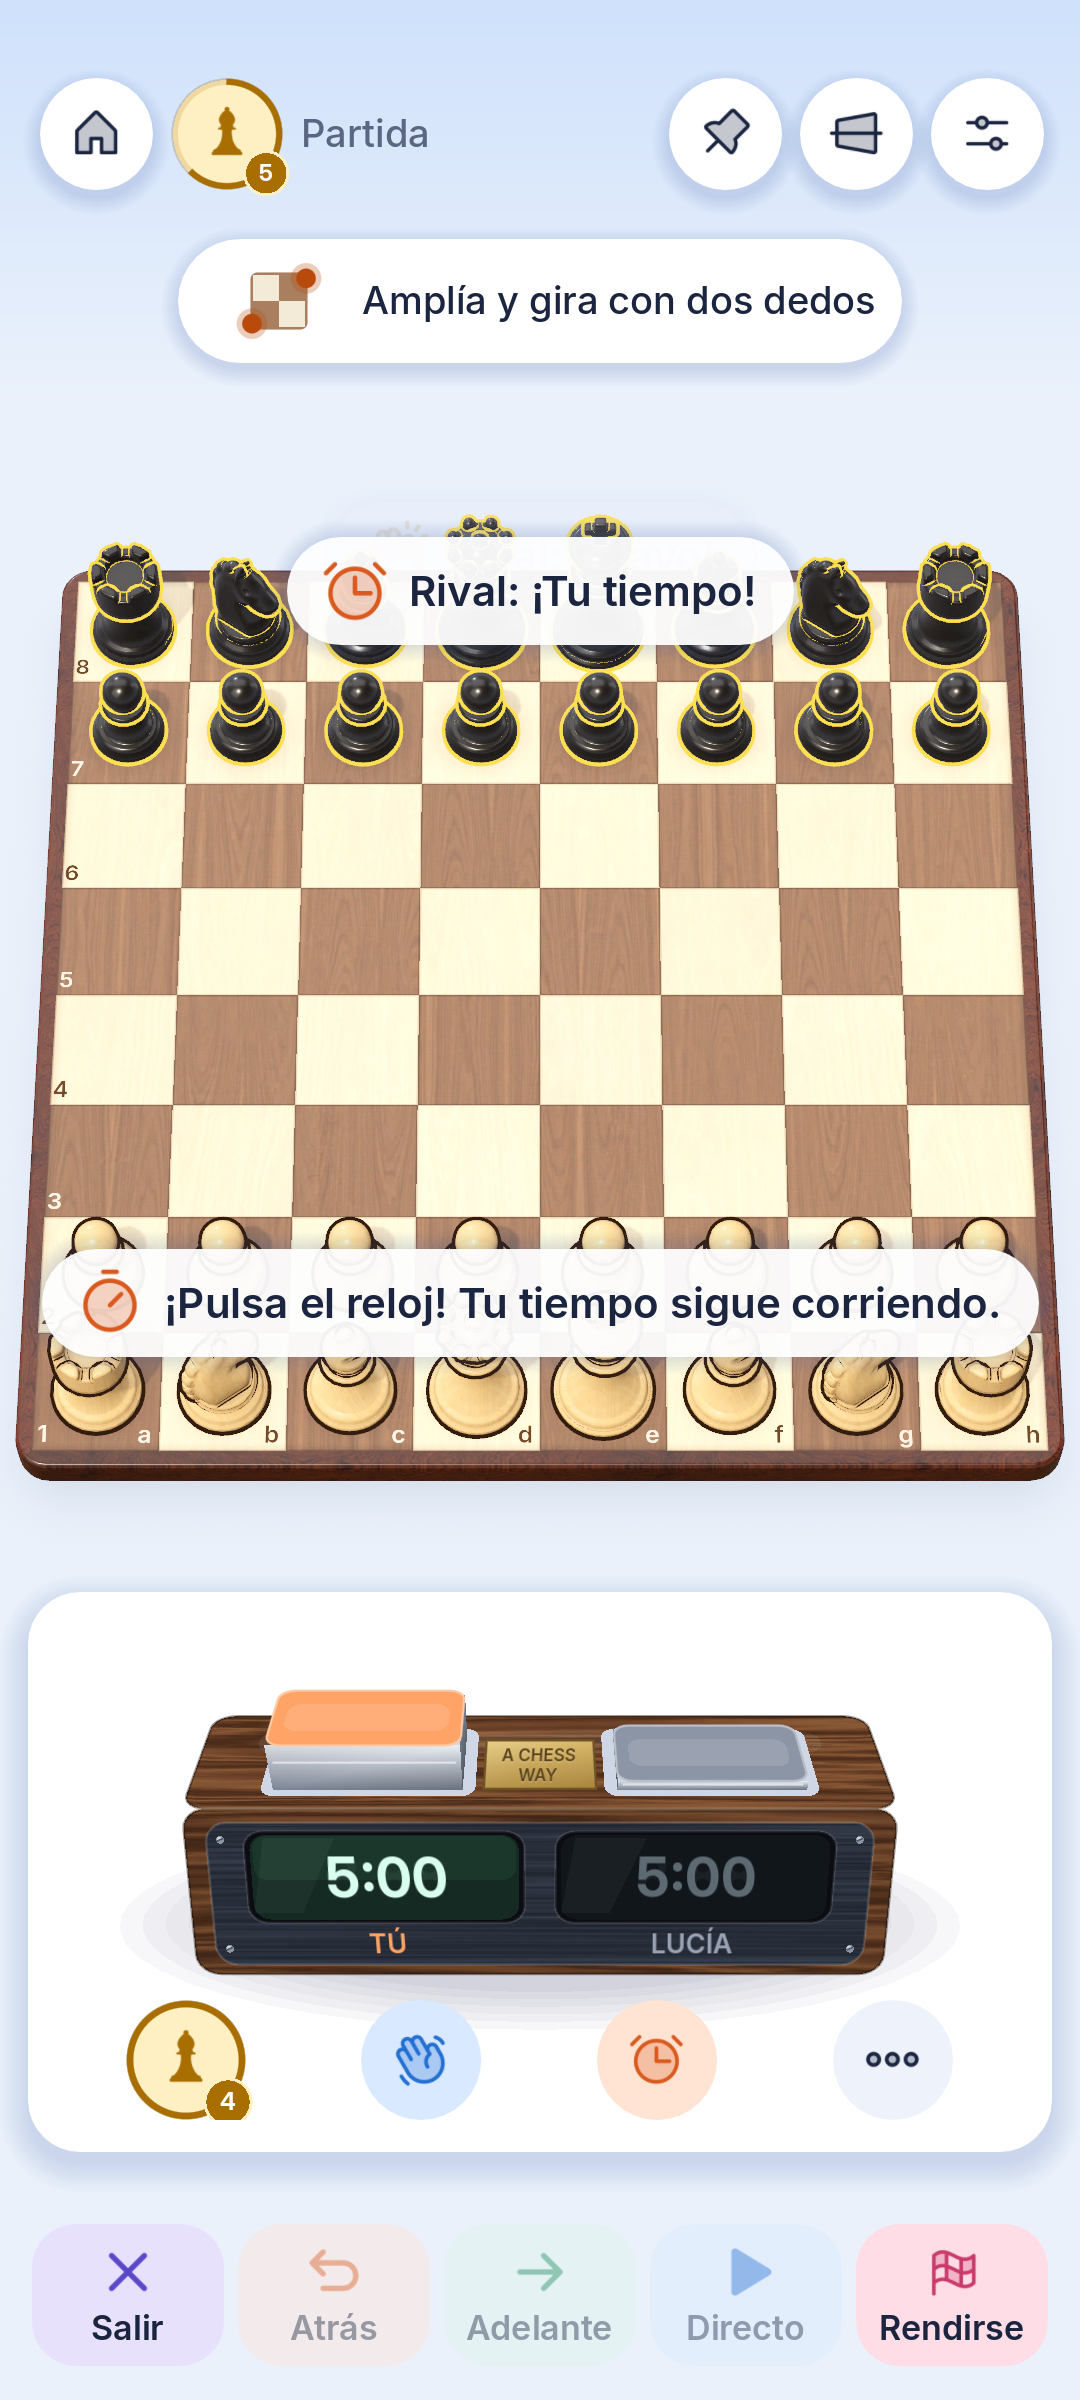 5
Partida
Amplía y gira con dos dedos
Rival: ¡Tu tiempo!
8
7
6
5
4
3
¡Pulsa el reloj! Tu tiempo sigue corriendo.
1 a b c d e f g h
A CHESS
WAY
5:00 5:00
TÚ LUCÍA
4
Salir Atrás Adelante Directo Rendirse